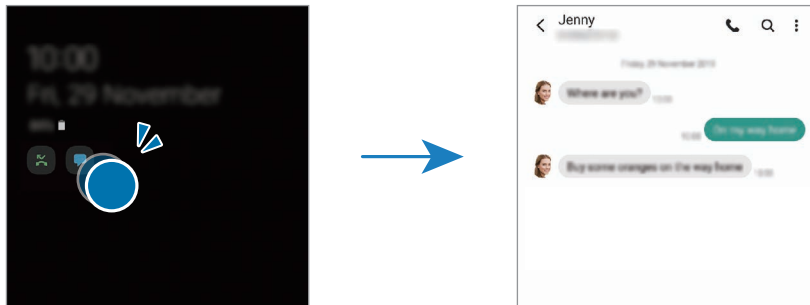 10:00
Fri, 29 November
Jenny
Friday, 29 November 2019
Where are you?
10:00
On my way home
10:00
Buy some oranges on the way home
10:00